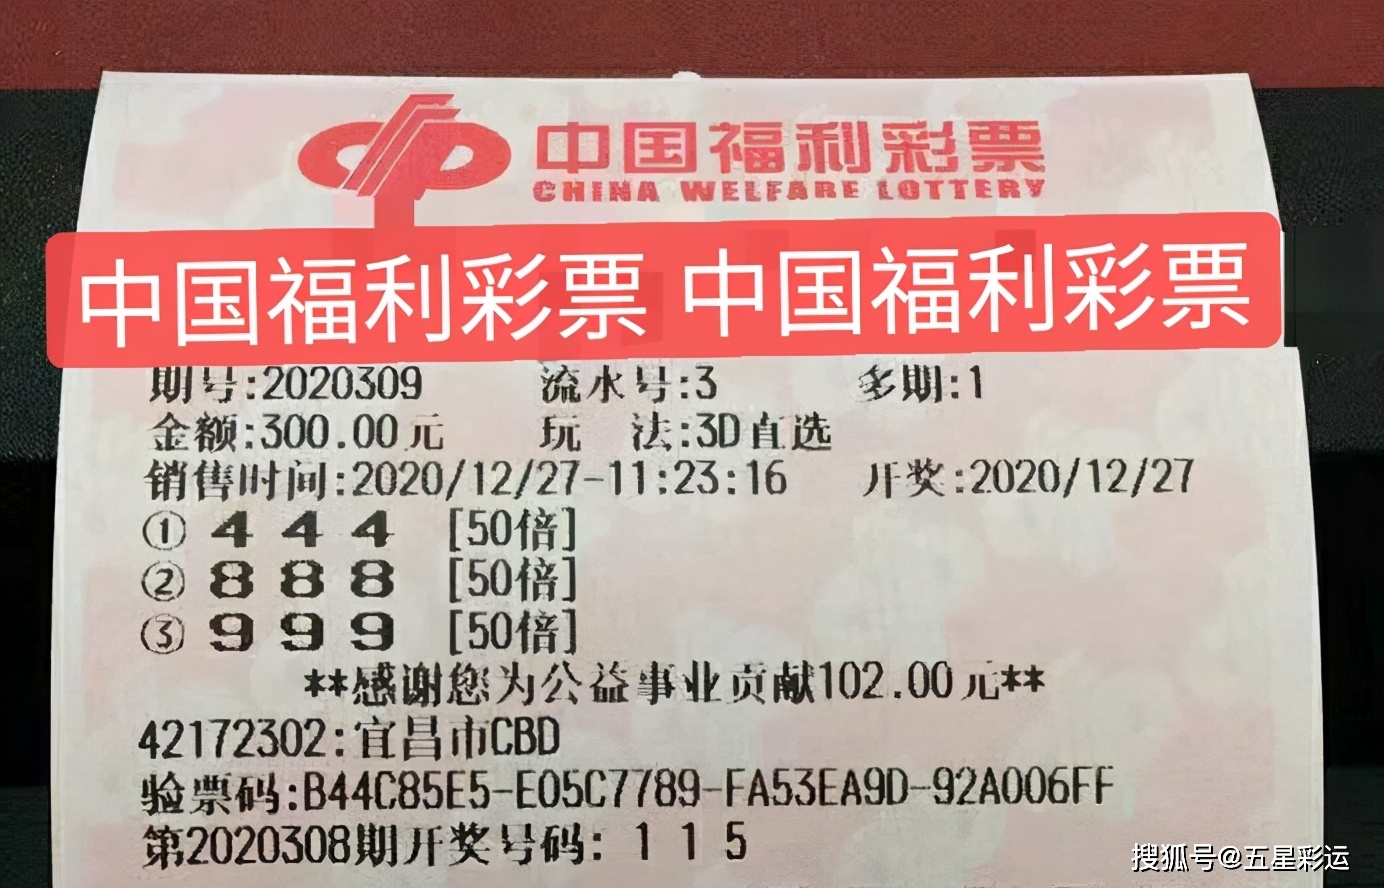 中国福利彩票
CHINA WELFARE LOTTERY
中国福利彩票 中国福利彩票
期号:2020309 流水号:3 多期:1
金额:300.00元 玩 法:3D直选
销售时间:2020/12/27-11:23:16 开奖:2020/12/27
① 4 4 4 [50倍]
② 8 8 8 [50倍]
③ 9 9 9 [50倍]
**感谢您为公益事业贡献102.00元**
42172302:宜昌市CBD
验票码:B44C85E5-E05C7789-FA53EA9D-92A006FF
第2020308期开奖号码: 1 1 5
搜狐号@五星彩运